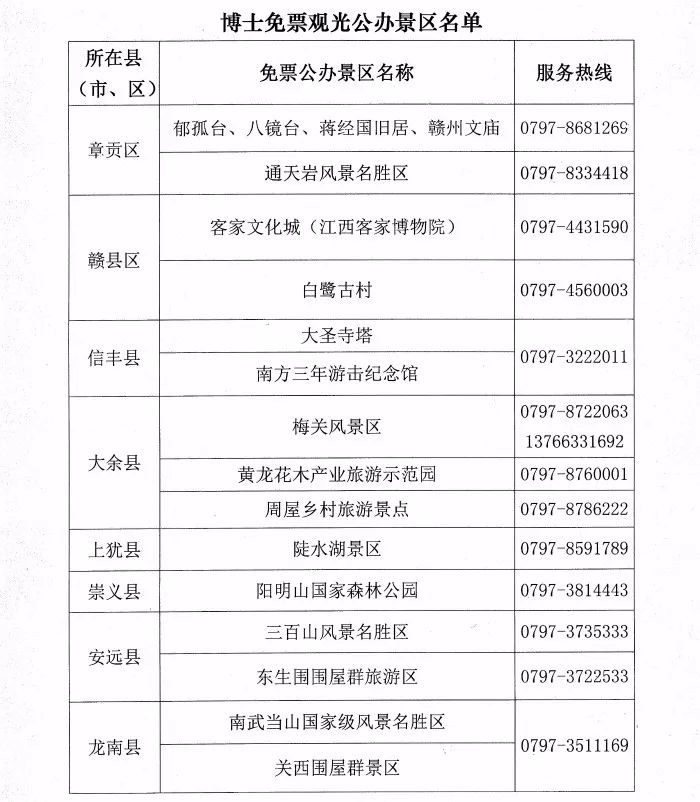 博士免票观光公办景区名单
所在县
（市、区）
免票公办景区名称
服务热线
章贡区
郁孤台、八镜台、蒋经国旧居、赣州文庙
0797-8681269
通天岩风景名胜区
0797-8334418
赣县区
客家文化城（江西客家博物院）
0797-4431590
白鹭古村
0797-4560003
信丰县
大圣寺塔
南方三年游击纪念馆
0797-3222011
大余县
梅关风景区
0797-8722063
13766331692
黄龙花木产业旅游示范园
0797-8760001
周屋乡村旅游景点
0797-8786222
上犹县
陡水湖景区
0797-8591789
崇义县
阳明山国家森林公园
0797-3814443
安远县
三百山风景名胜区
0797-3735333
东生围围屋群旅游区
0797-3722533
龙南县
南武当山国家级风景名胜区
关西围屋群景区
0797-3511169